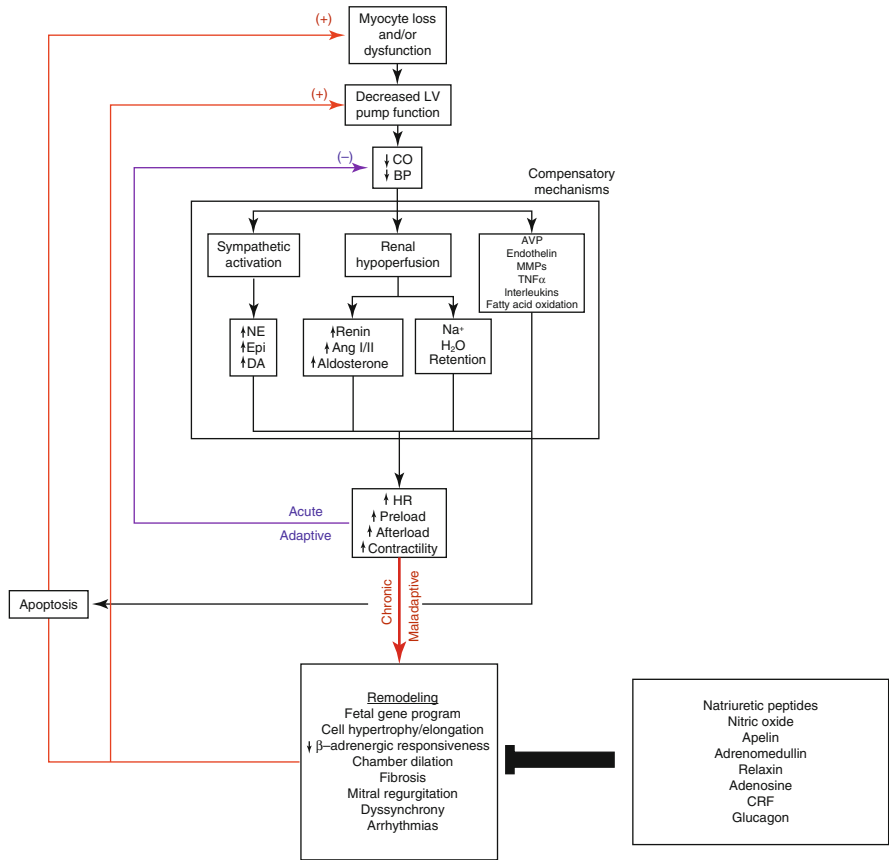 (+)
Myocyte loss
and/or
dysfunction
(+)
Decreased LV
pump function
(–)
↓ CO
↓ BP
Compensatory
mechanisms
Sympathetic
activation
Renal
hypoperfusion
AVP
Endothelin
MMPs
TNFα
Interleukins
Fatty acid oxidation
↑NE
↑Epi
↑DA
↑Renin
↑Ang I/II
↑Aldosterone
Na⁺
H₂O
Retention
↑ HR
↑ Preload
↑ Afterload
↑ Contractility
Acute
Adaptive
Chronic
Maladaptive
Apoptosis
Remodeling
Fetal gene program
Cell hypertrophy/elongation
↓ β–adrenergic responsiveness
Chamber dilation
Fibrosis
Mitral regurgitation
Dyssynchrony
Arrhythmias
Natriuretic peptides
Nitric oxide
Apelin
Adrenomedullin
Relaxin
Adenosine
CRF
Glucagon